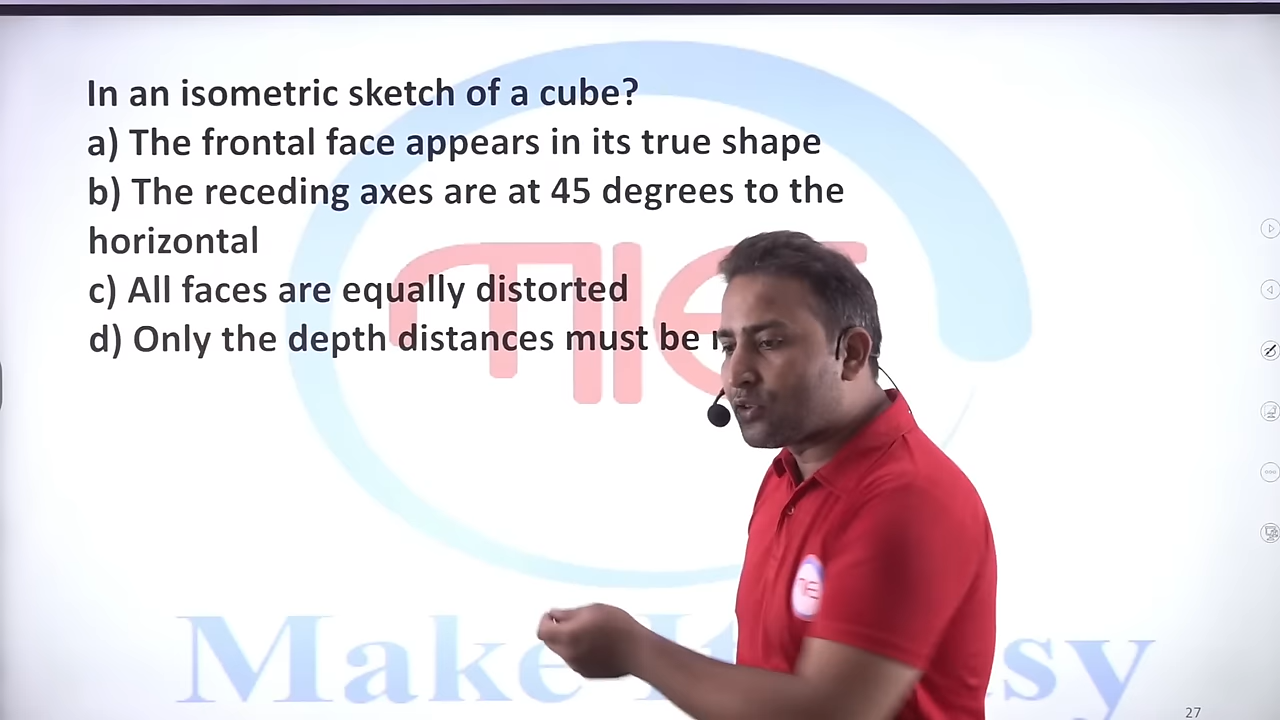 In an isometric sketch of a cube?
a) The frontal face appears in its true shape
b) The receding axes are at 45 degrees to the
horizontal
c) All faces are equally distorted
d) Only the depth distances must be
Make It
27